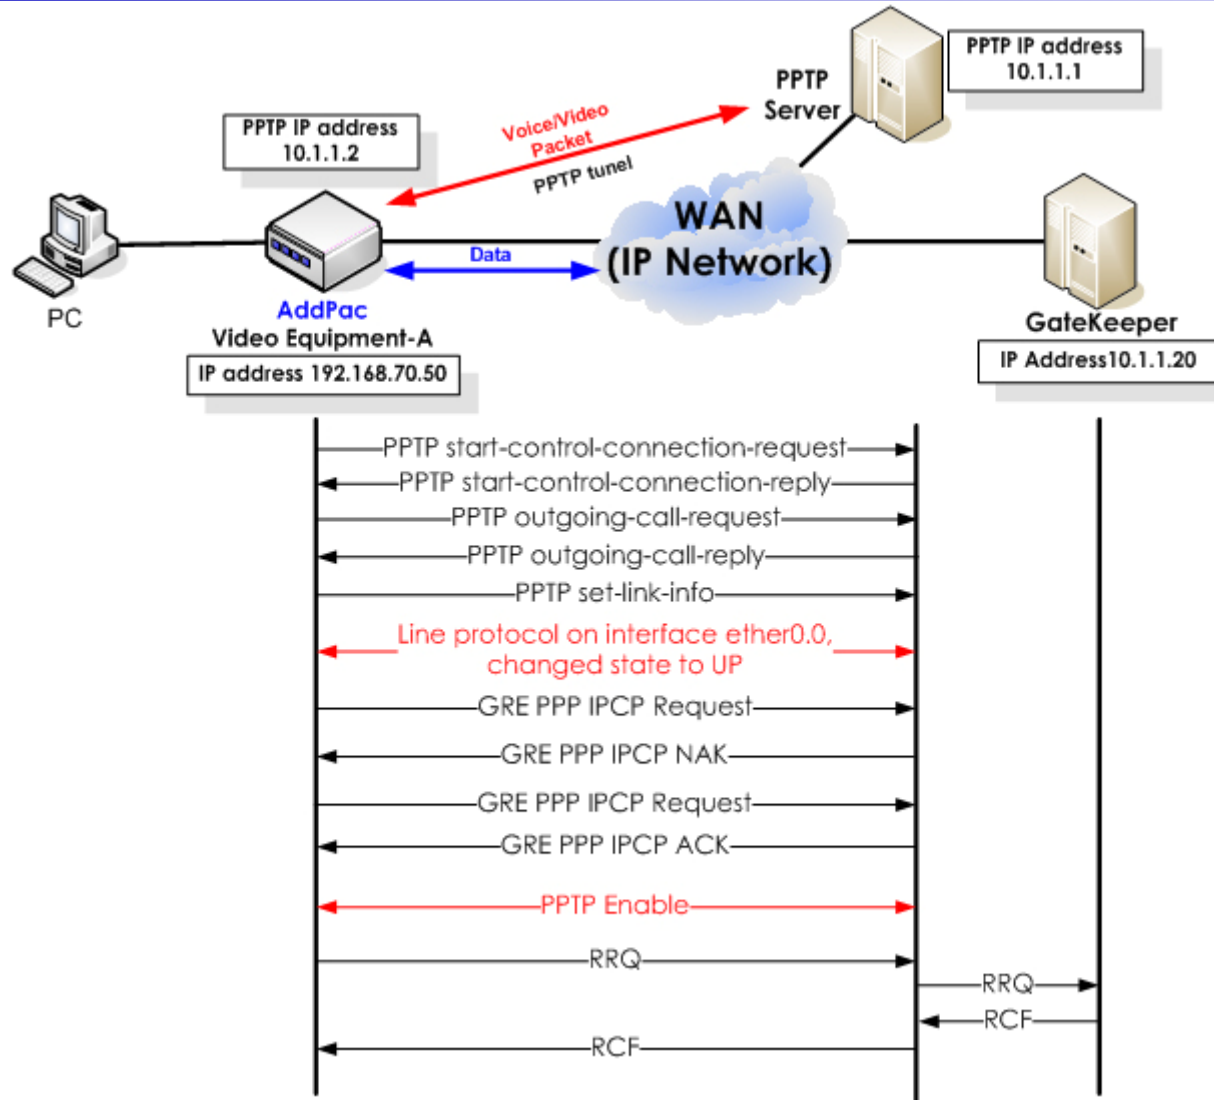 PPTP IP address
10.1.1.1
PPTP
Server
PPTP IP address
10.1.1.2
Voice/Video
Packet
PPTP tunel
WAN
(IP Network)
Data
PC
AddPac
Video Equipment-A
IP address 192.168.70.50
GateKeeper
IP Address10.1.1.20
PPTP start-control-connection-request
PPTP start-control-connection-reply
PPTP outgoing-call-request
PPTP outgoing-call-reply
PPTP set-link-info
Line protocol on interface ether0.0,
changed state to UP
GRE PPP IPCP Request
GRE PPP IPCP NAK
GRE PPP IPCP Request
GRE PPP IPCP ACK
PPTP Enable
RRQ
RRQ
RCF
RCF